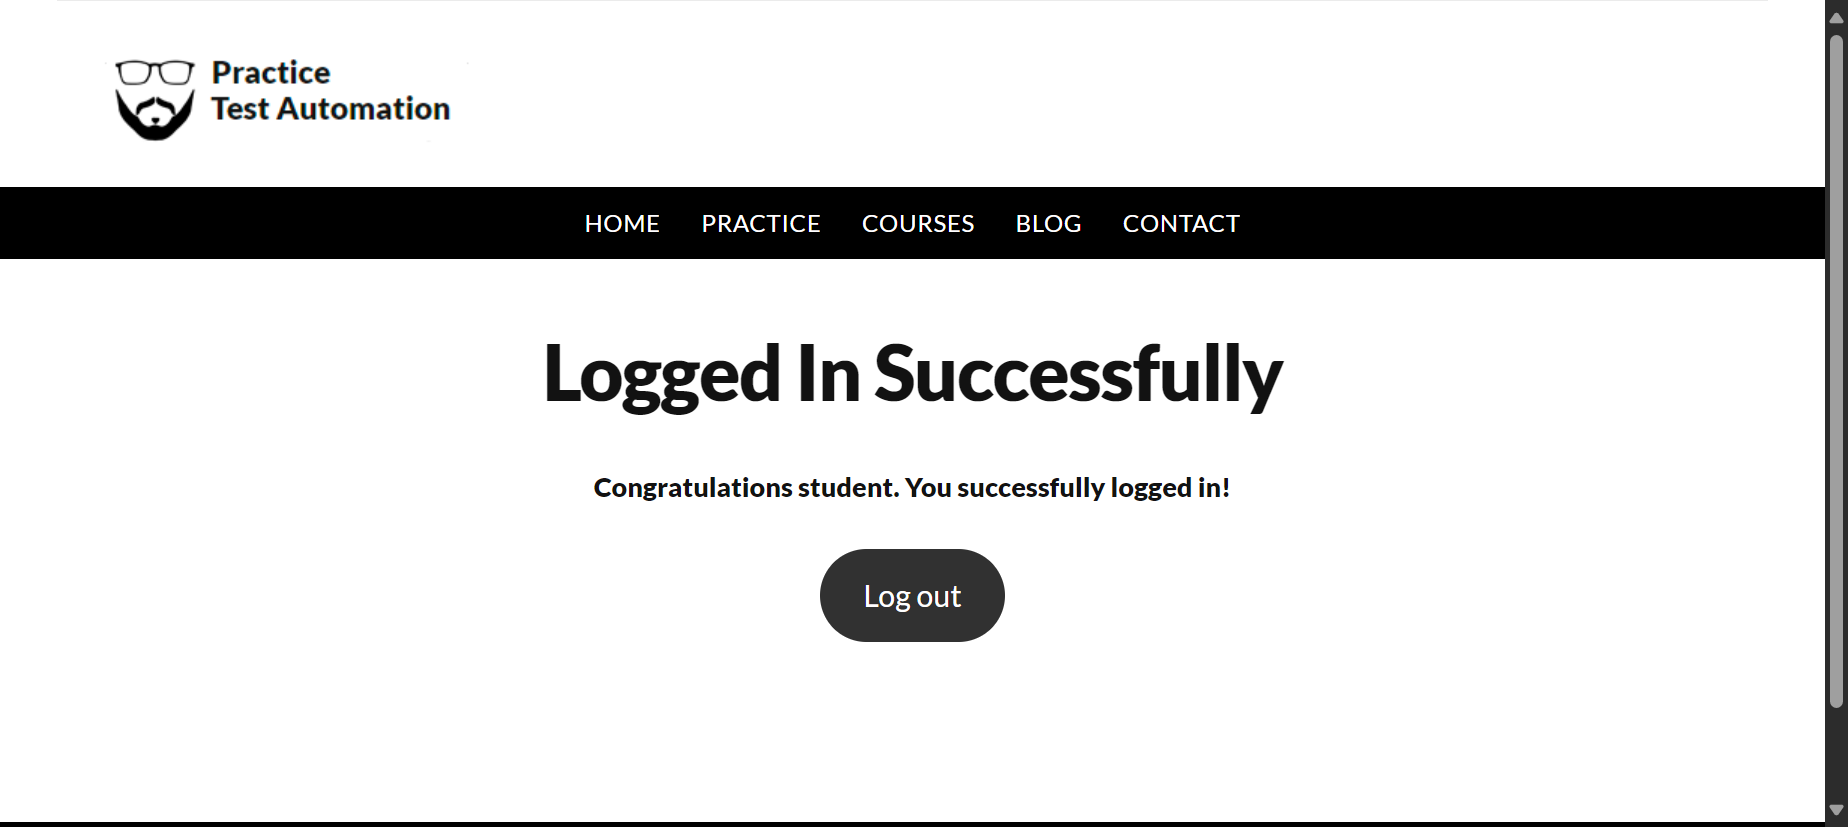 Practice
Test Automation
HOME PRACTICE COURSES BLOG CONTACT
Logged In Successfully
Congratulations student. You successfully logged in!
Log out